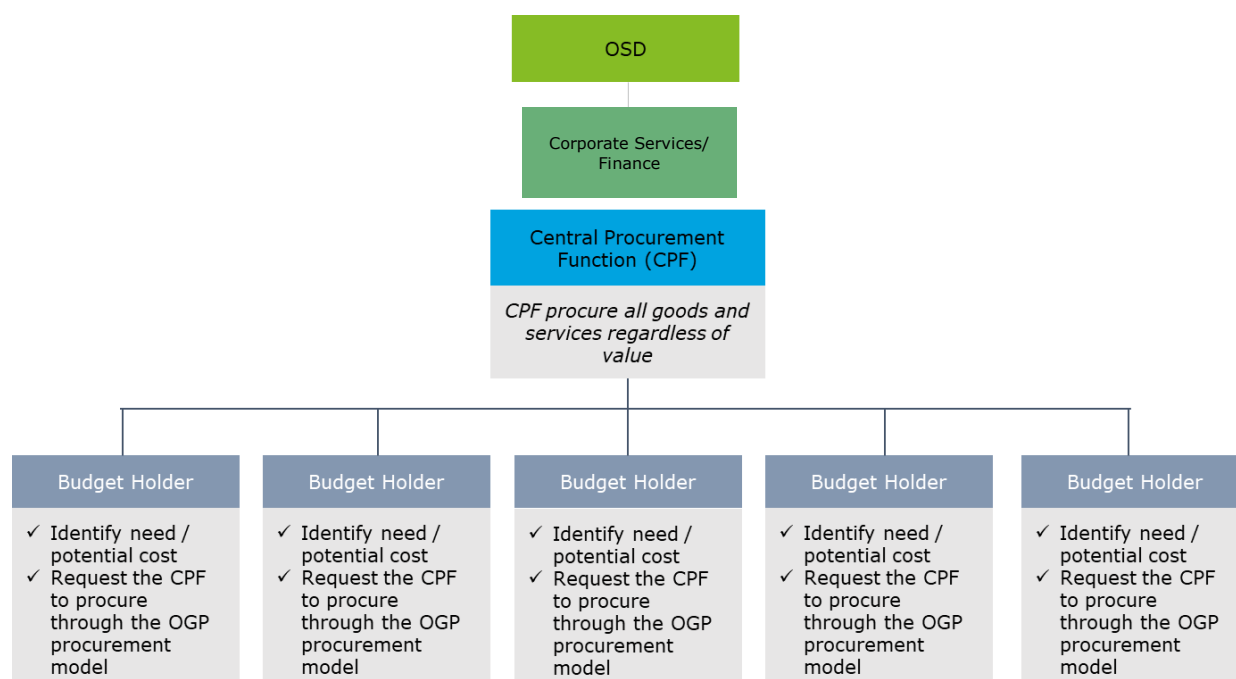 OSD
Corporate Services/
Finance
Central Procurement
Function (CPF)
CPF procure all goods and
services regardless of
value
Budget Holder
✓ Identify need /
potential cost
✓ Request the CPF
to procure
through the OGP
procurement
model
Budget Holder
✓ Identify need /
potential cost
✓ Request the CPF
to procure
through the OGP
procurement
model
Budget Holder
✓ Identify need /
potential cost
✓ Request the CPF
to procure
through the OGP
procurement
model
Budget Holder
✓ Identify need /
potential cost
✓ Request the CPF
to procure
through the OGP
procurement
model
Budget Holder
✓ Identify need /
potential cost
✓ Request the CPF
to procure
through the OGP
procurement
model